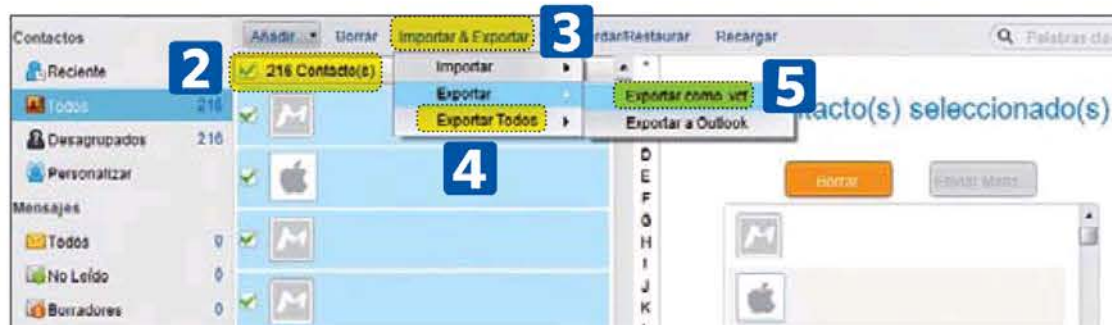 Contactos
Reciente
Todos 216
Desagrupados 216
Personalizar
Mensajes
Todos 0
No Leído 0
Borradores 0
Añadir...
Borrar
Importar & Exportar
3
rdar/Restaurar
Recargar
Palabras cla
2
216 Contacto(s)
Importar
Exportar
Exportar Todos
4
Exportar como .vcf
Exportar a Outlook
5
tacto(s) seleccionado(s)
D
E
F
G
H
I
J
K
Borrar
Enviar Mens